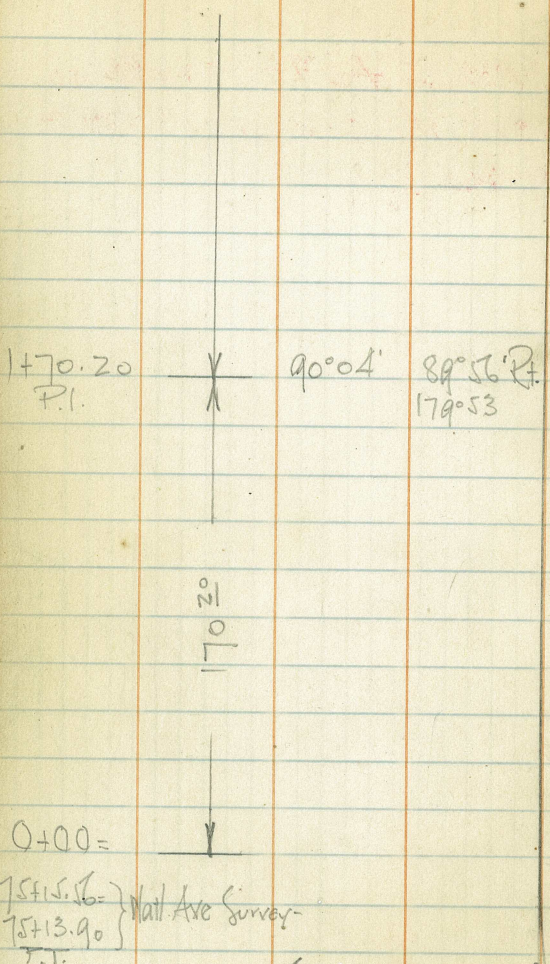 1+70.20 90°04' 89°56' Rt.
P.I. 179°53
170 20
0+00=
75+15.56=
75+13.90 } Natl Ave Survey-